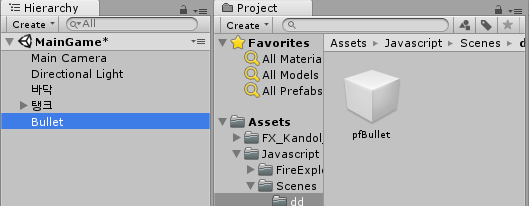 Hierarchy
Create
All
MainGame*
Main Camera
Directional Light
바닥
탱크
Bullet
Project
Create
Favorites
All Materia
All Models
All Prefabs
Assets
FX_Kandol
Javascript
FireExplo
Scenes
dd
Assets Javascript Scenes d
pfBullet